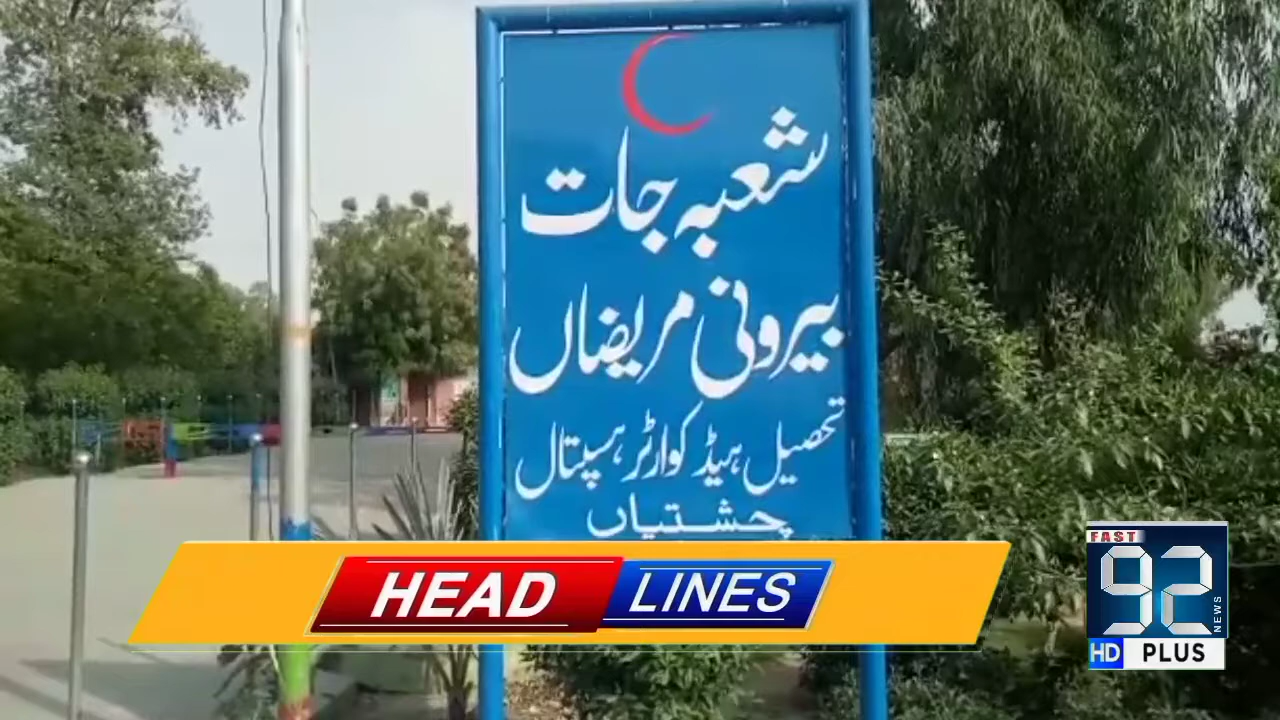 شعبہ جات
بیرونی مریضاں
تحصیل ہیڈ کوارٹر ہسپتال
چشتیاں
HEAD LINES
FAST
92
NEWS
HD PLUS